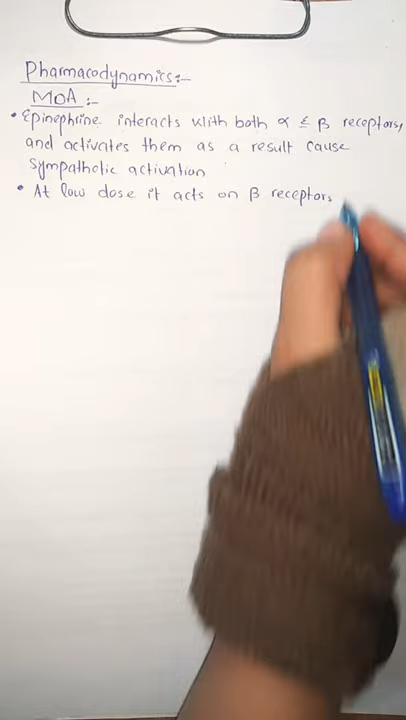 Pharmacodynamics:-
MOA:-
• Epinephrine interacts with both α & β receptors,
and activates them as a result cause
Sympatholic activation
• At low dose it acts on β receptors